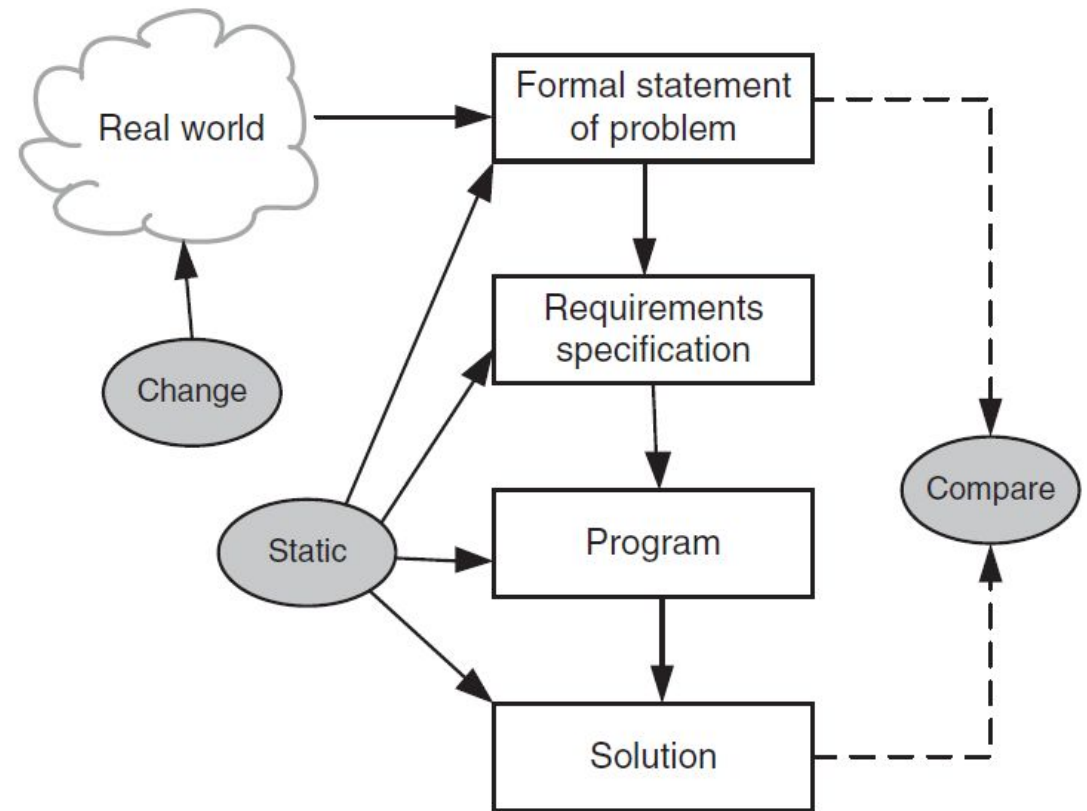 Real world
Formal statement
of problem
Requirements
specification
Change
Compare
Static
Program
Solution